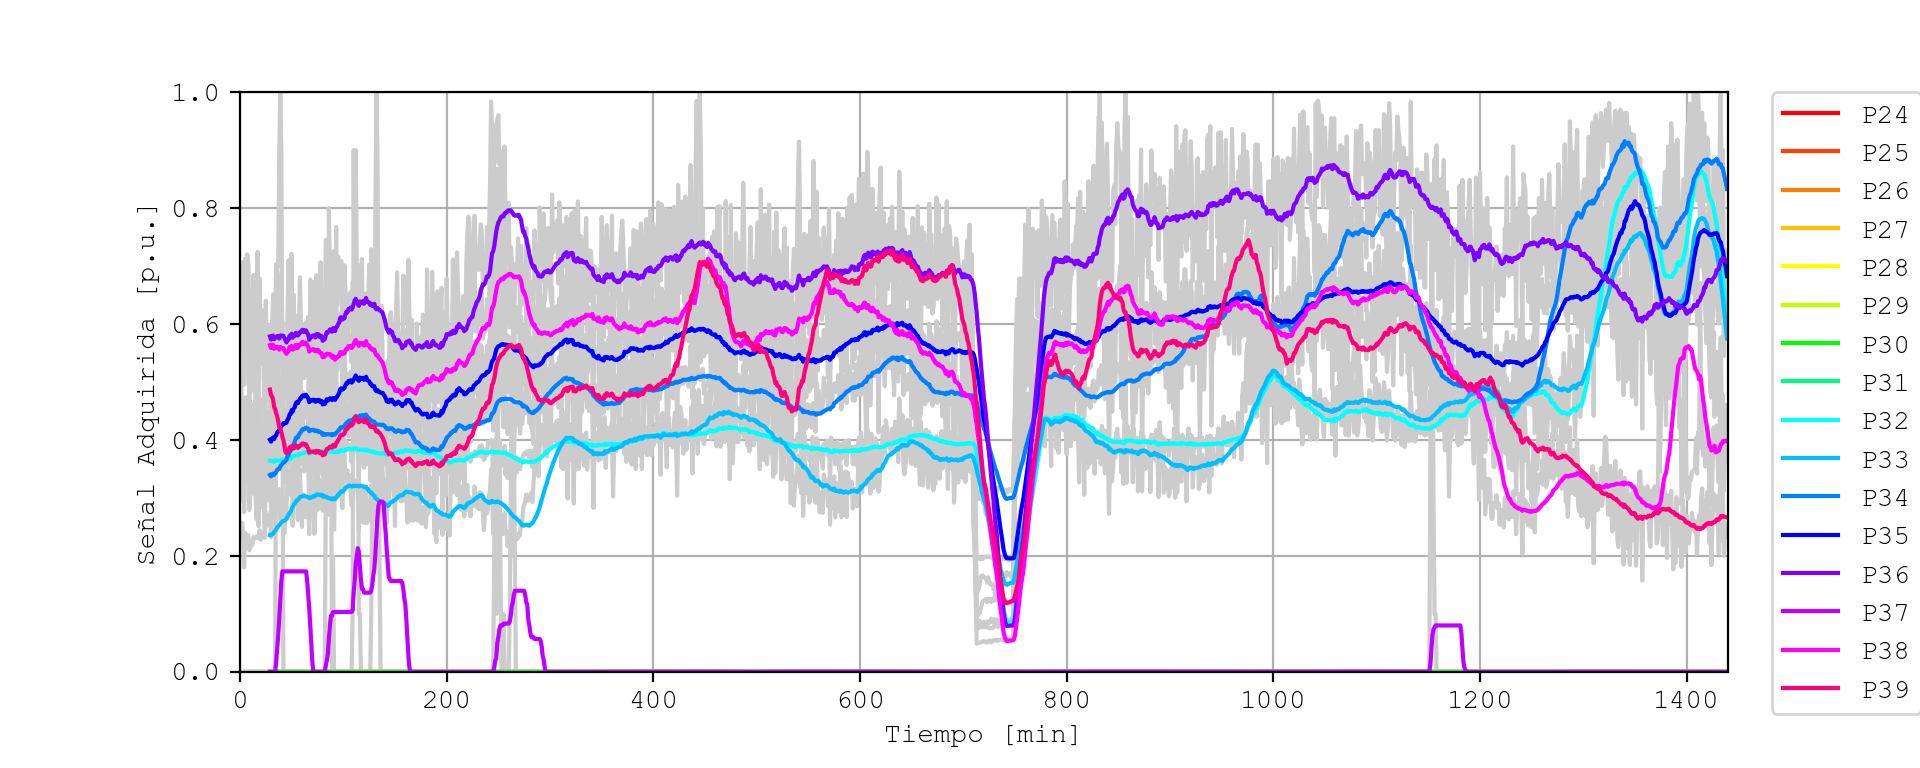 1.0
0.8
0.6
0.4
0.2
0.0
Señal Adquirida [p.u.]
0 200 400 600 800 1000 1200 1400
Tiempo [min]
P24
P25
P26
P27
P28
P29
P30
P31
P32
P33
P34
P35
P36
P37
P38
P39